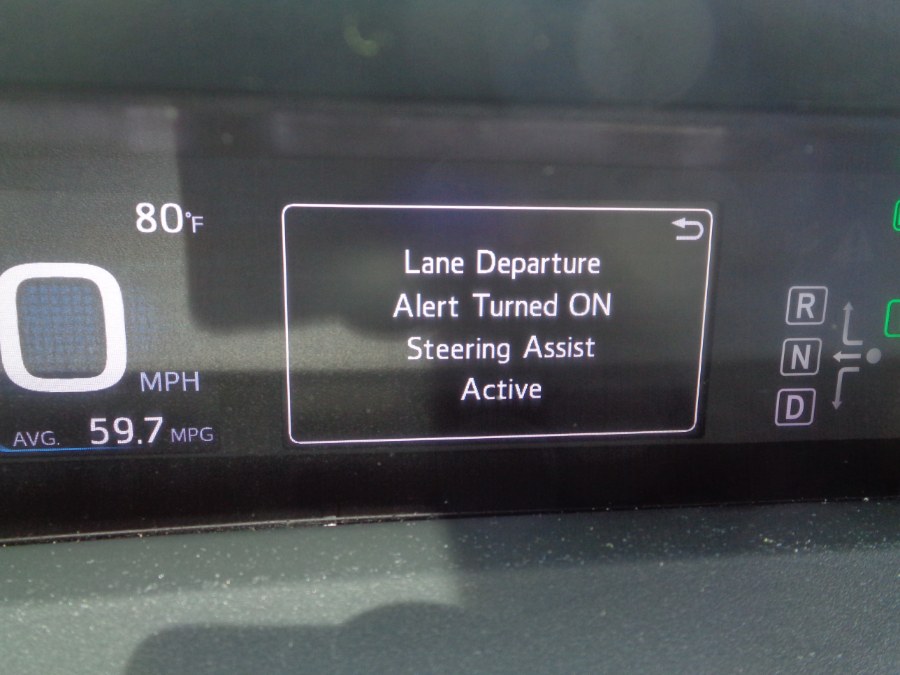 80°F
0 MPH
AVG. 59.7 MPG
Lane Departure
Alert Turned ON
Steering Assist
Active
R
N
D